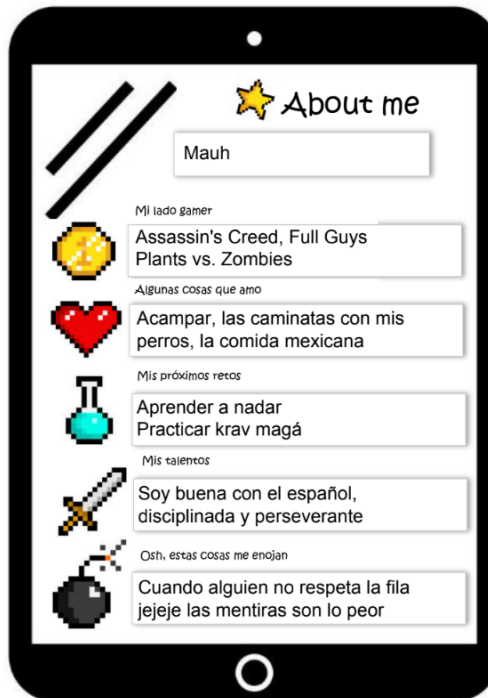 About me
Mauh
Mi lado gamer
Assassin's Creed, Full Guys
Plants vs. Zombies
Algunas cosas que amo
Acampar, las caminatas con mis
perros, la comida mexicana
Mis próximos retos
Aprender a nadar
Practicar krav magá
Mis talentos
Soy buena con el español,
disciplinada y perseverante
Osh, estas cosas me enojan
Cuando alguien no respeta la fila
jejeje las mentiras son lo peor